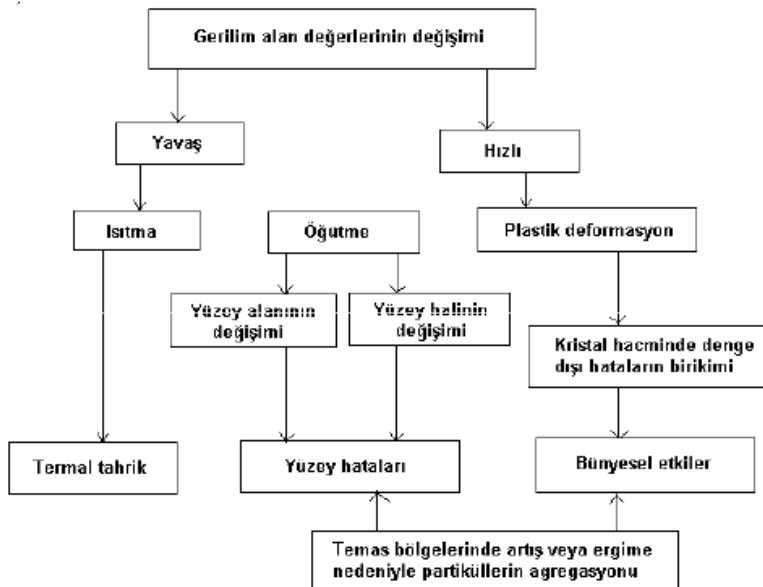 Gerilim alan değerlerinin değişimi
Yavaş
Hızlı
Isıtma
Öğutme
Plastik deformasyon
Yüzey alanının
değişimi
Yüzey halinin
değişimi
Kristal hacminde denge
dışı hataların birikimi
Termal tahrik
Yüzey hataları
Bünyesel etkiler
Temas bölgelerinde artış veya ergime
nedeniyle partiküllerin agregasyonu